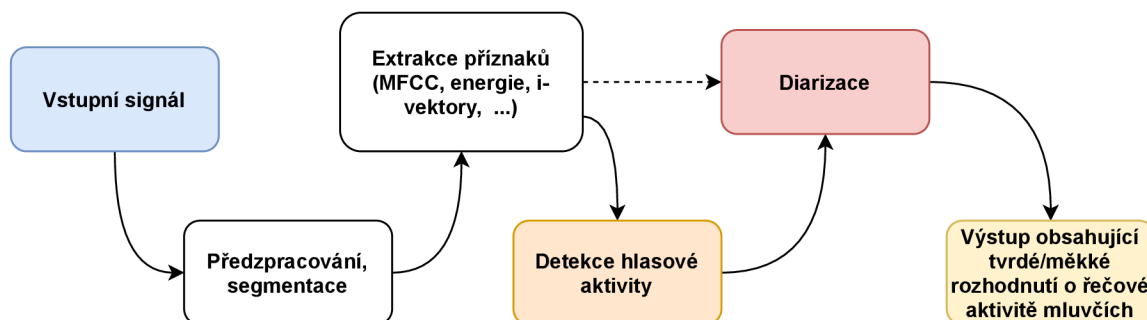 Vstupní signál
Předzpracování,
segmentace
Extrakce příznaků
(MFCC, energie, i-
vektory,  ...)
Detekce hlasové
aktivity
Diarizace
Výstup obsahující
tvrdé/měkké
rozhodnutí o řečové
aktivitě mluvčích